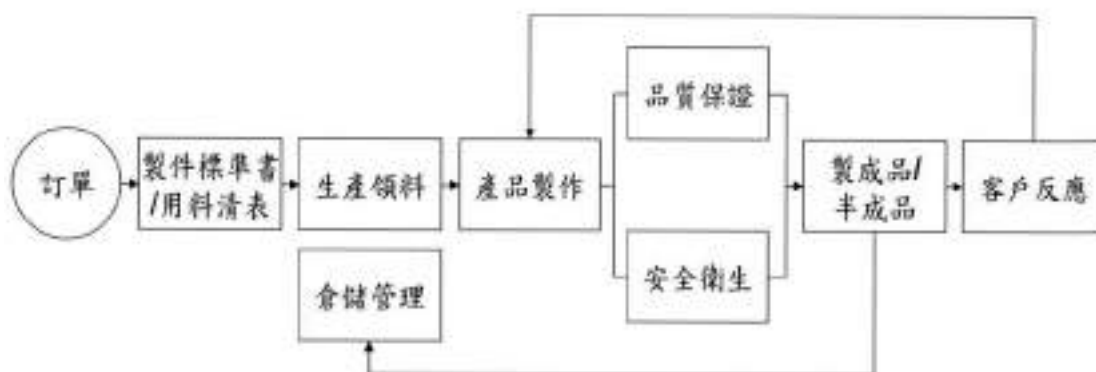 訂單
製件標準書
/用料清表
生產領料
產品製作
品質保證
安全衛生
製成品/
半成品
客戶反應
倉儲管理